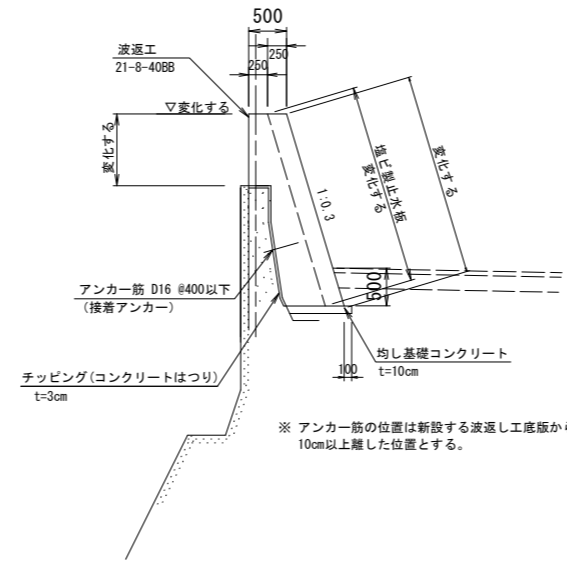 500
250
250
波返工
21-8-40BB
▽変化する
変化する
塩ビ製止水板
変化する
変化する
1:0.3
アンカー筋 D16 @400以下
(接着アンカー)
500
均し基礎コンクリート
t=10cm
100
チッピング(コンクリートはつり)
t=3cm
※ アンカー筋の位置は新設する波返し工底版から
10cm以上離した位置とする。